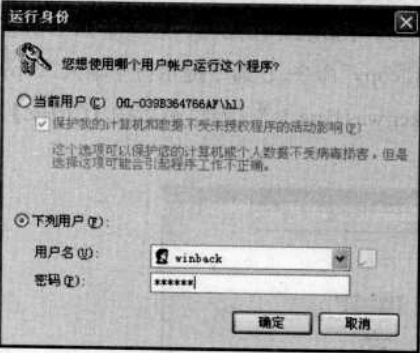 运行身份
您想使用哪个用户帐户运行这个程序?
当前用户(C) (HL-039B364766AF\hl)
保护我的计算机和数据不受未授权程序的活动影响(P)
这个选项可以保护您的计算机能个人数据不受病毒损害，但是
选择这项可能会引起程序工作不正确。
下列用户(F):
用户名(U): winback
密码(P): ******
确定 取消